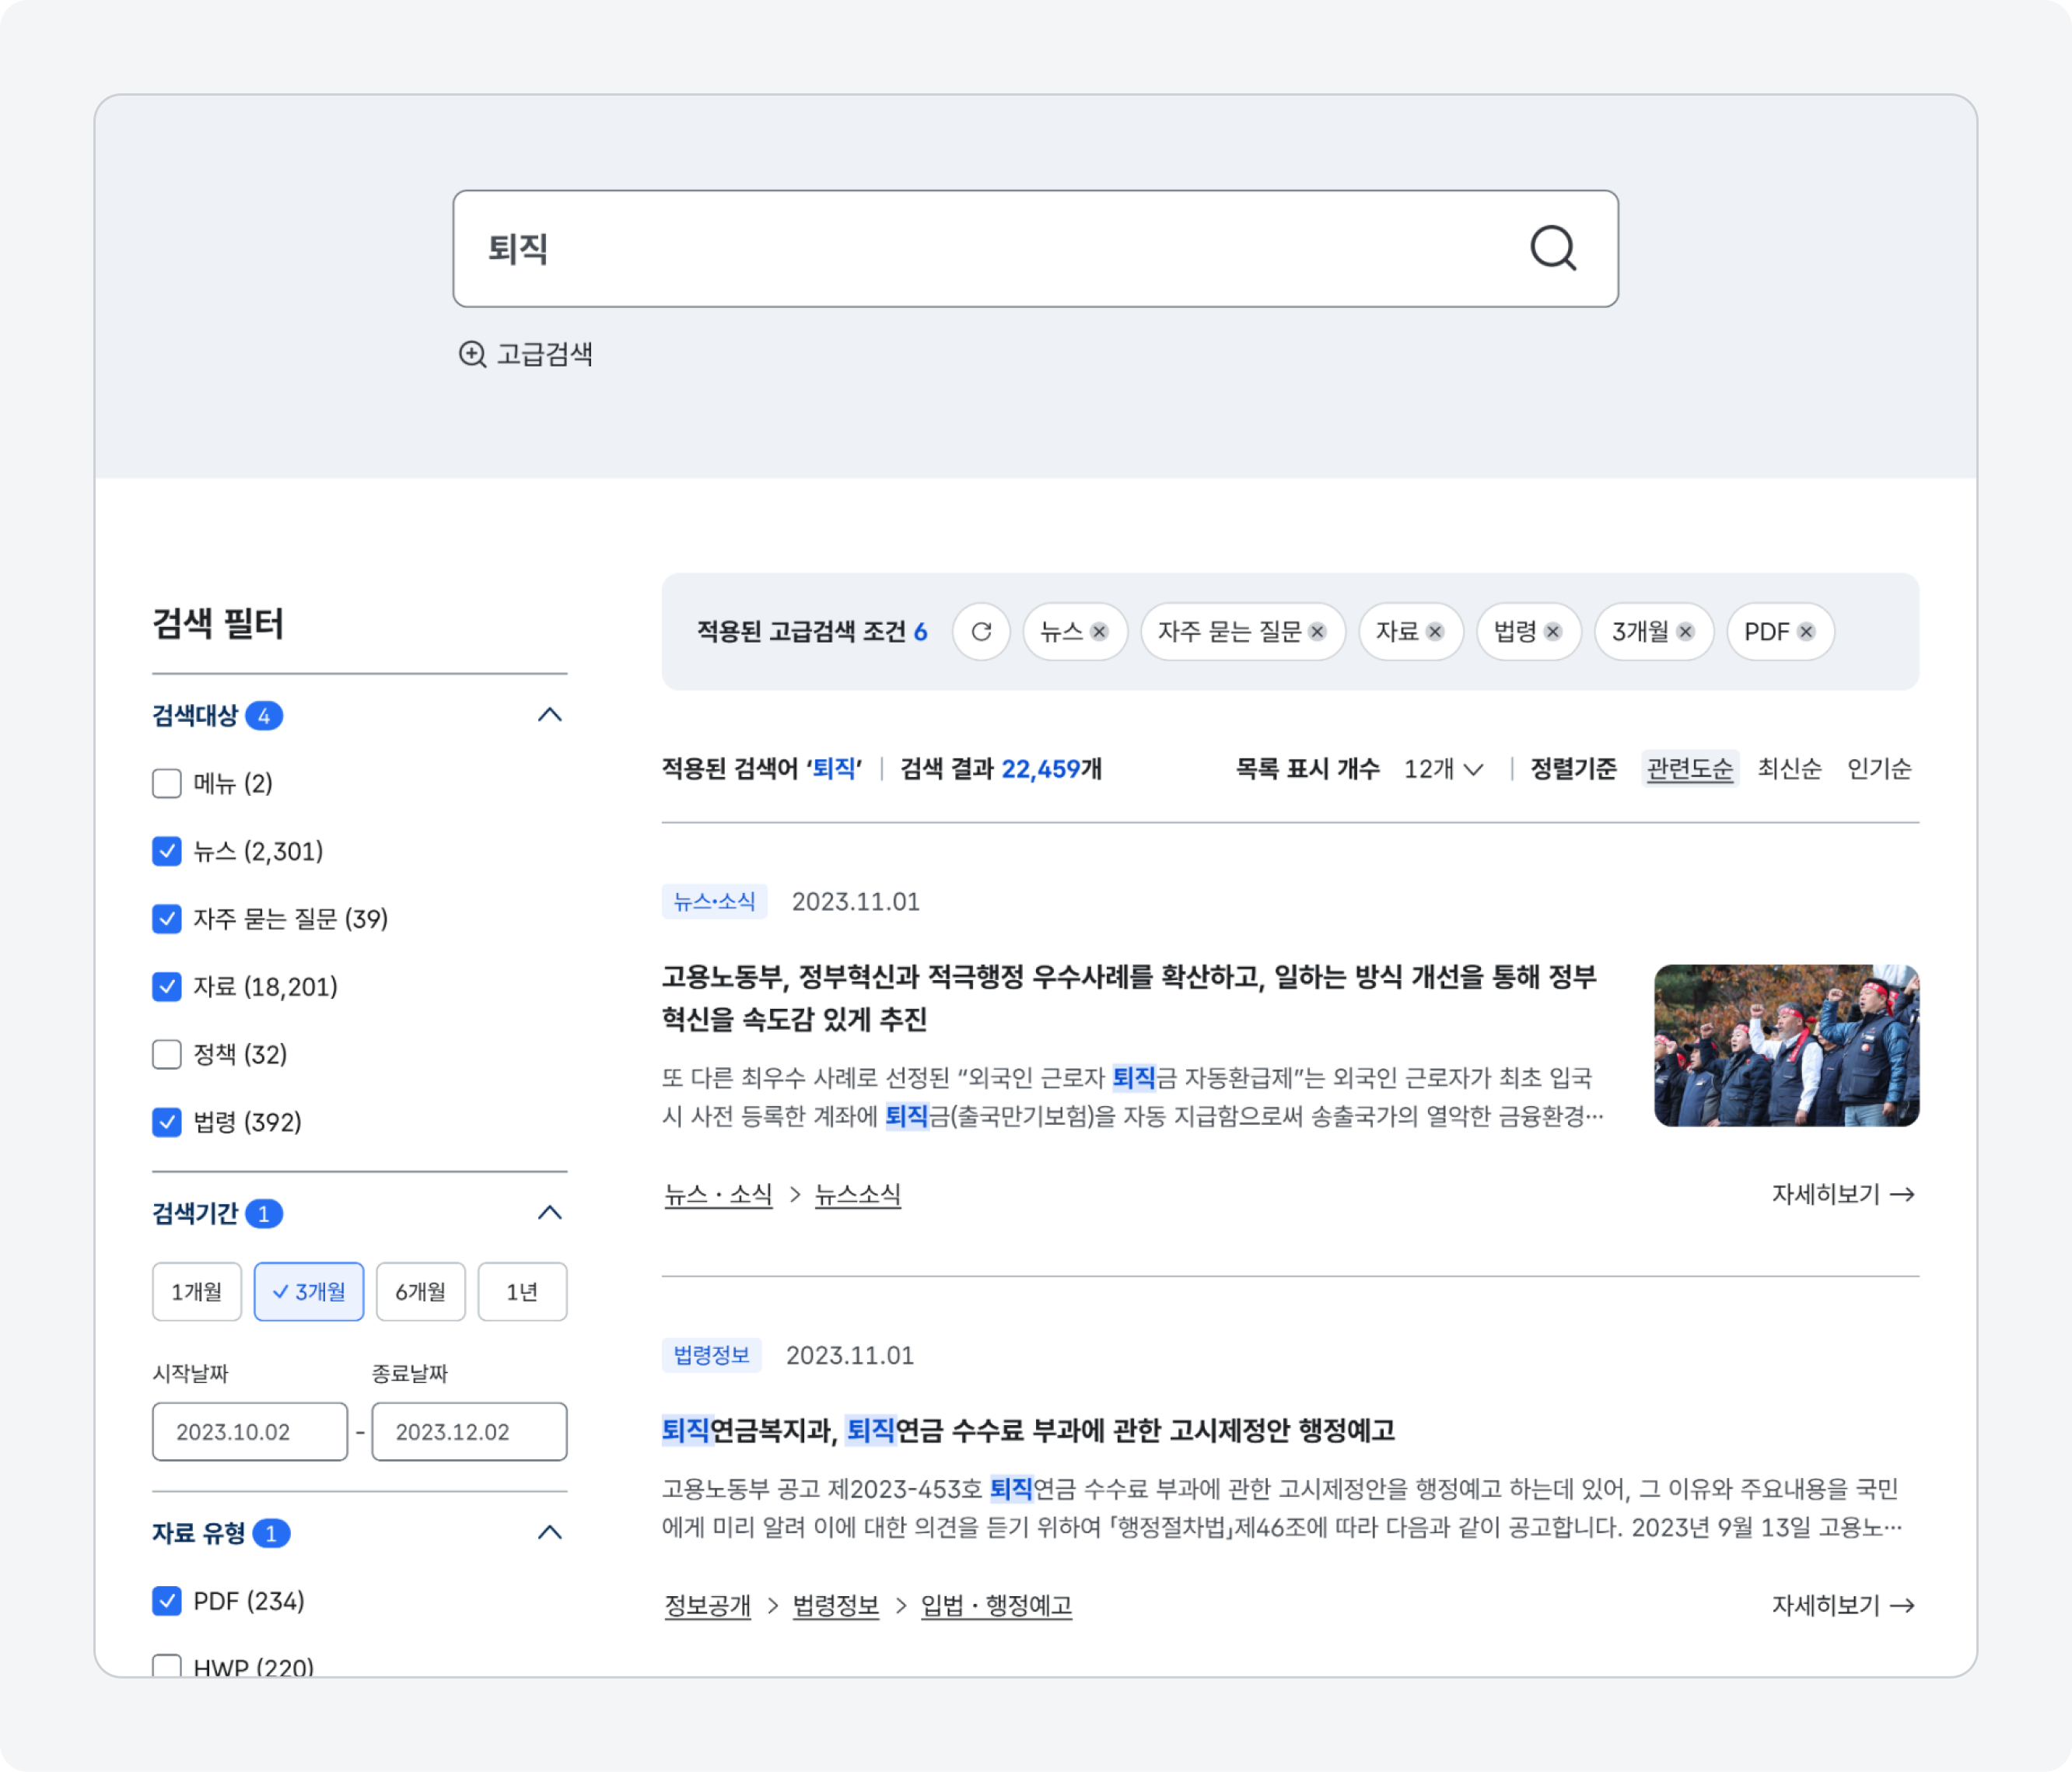 퇴직
고급검색
검색 필터
검색대상 4
메뉴 (2)
뉴스 (2,301)
자주 묻는 질문 (39)
자료 (18,201)
정책 (32)
법령 (392)
검색기간 1
1개월 3개월 6개월 1년
시작날짜 종료날짜
2023.10.02 - 2023.12.02
자료 유형 1
PDF (234)
HWP (220)
적용된 고급검색 조건 6 뉴스 자주 묻는 질문 자료 법령 3개월 PDF
적용된 검색어 ‘퇴직’ | 검색 결과 22,459개 목록 표시 개수 12개 | 정렬기준 관련도순 최신순 인기순
뉴스•소식 2023.11.01
고용노동부, 정부혁신과 적극행정 우수사례를 확산하고, 일하는 방식 개선을 통해 정부
혁신을 속도감 있게 추진
또 다른 최우수 사례로 선정된 “외국인 근로자 퇴직금 자동환급제”는 외국인 근로자가 최초 입국
시 사전 등록한 계좌에 퇴직금(출국만기보험)을 자동 지급함으로써 송출국가의 열악한 금융환경…
뉴스 · 소식 > 뉴스소식 자세히보기 →
법령정보 2023.11.01
퇴직연금복지과, 퇴직연금 수수료 부과에 관한 고시제정안 행정예고
고용노동부 공고 제2023-453호 퇴직연금 수수료 부과에 관한 고시제정안을 행정예고 하는데 있어, 그 이유와 주요내용을 국민
에게 미리 알려 이에 대한 의견을 듣기 위하여 「행정절차법」제46조에 따라 다음과 같이 공고합니다. 2023년 9월 13일 고용노…
정보공개 > 법령정보 > 입법 · 행정예고 자세히보기 →